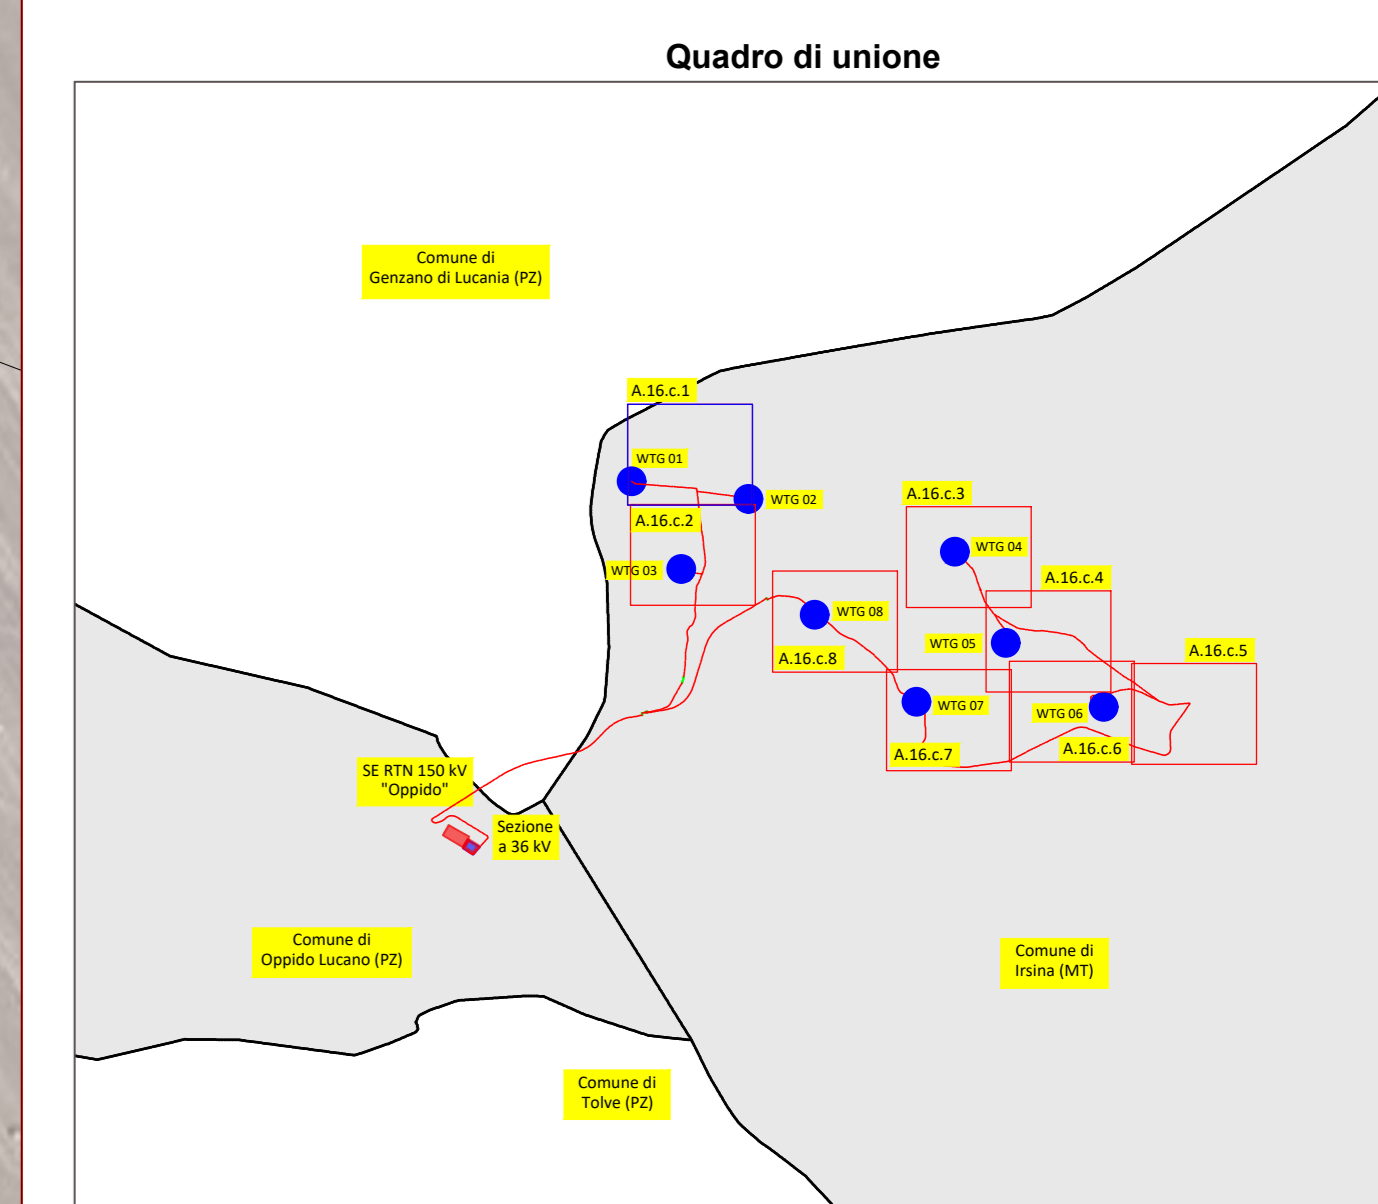 Quadro di unione
Comune di
Genzano di Lucania (PZ)
A.16.c.1
WTG 01
WTG 02
A.16.c.3
A.16.c.2
WTG 04
WTG 03
A.16.c.4
WTG 08
WTG 05
A.16.c.5
A.16.c.8
WTG 07
WTG 06
A.16.c.6
A.16.c.7
SE RTN 150 kV
"Oppido"
Sezione
a 36 kV
Comune di
Oppido Lucano (PZ)
Comune di
Irsina (MT)
Comune di
Tolve (PZ)